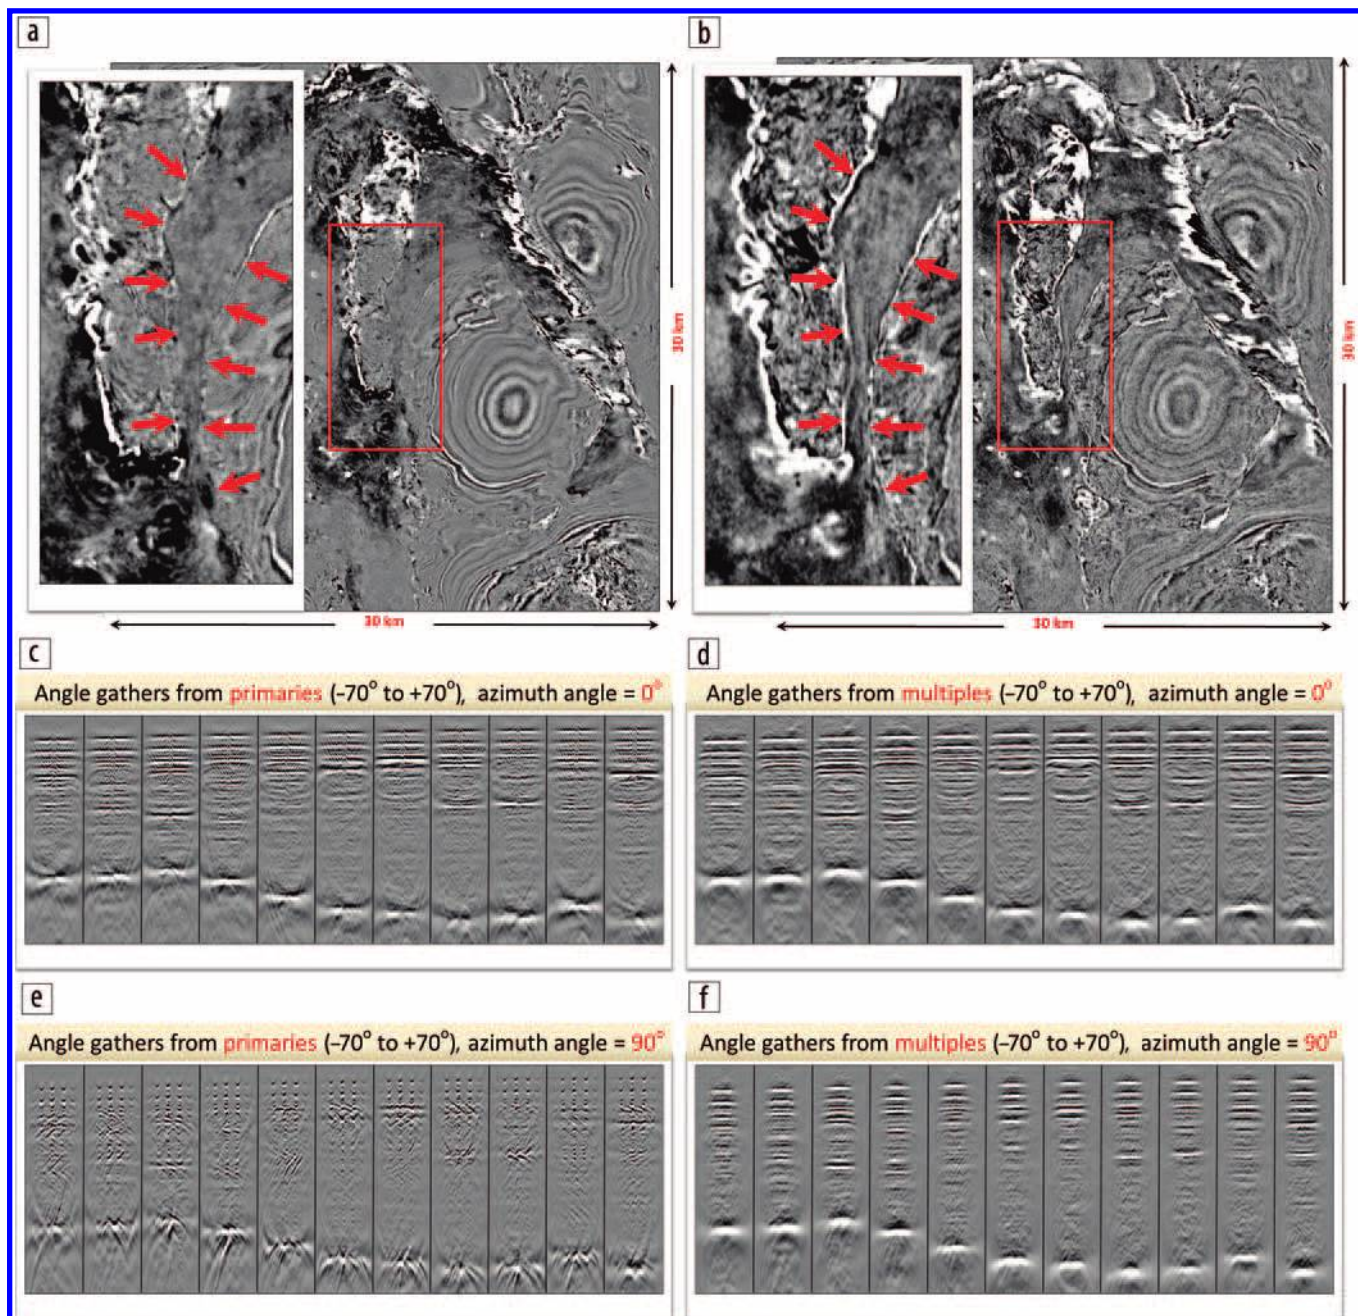 a
b
30 km
30 km
30 km
30 km
c
d
Angle gathers from primaries (–70° to +70°), azimuth angle = 0°
Angle gathers from multiples (–70° to +70°), azimuth angle = 0°
e
f
Angle gathers from primaries (–70° to +70°), azimuth angle = 90°
Angle gathers from multiples (–70° to +70°), azimuth angle = 90°